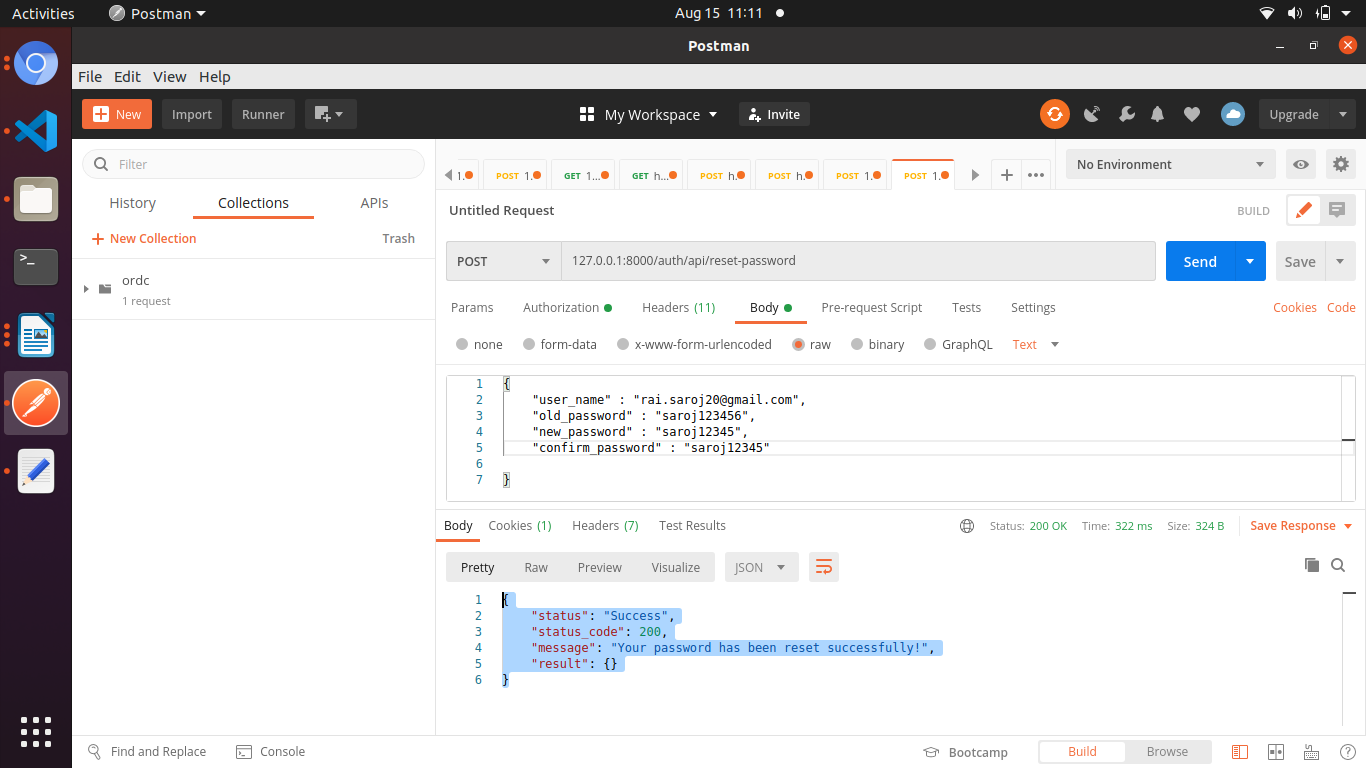 Activities Postman Aug 15 11:11
Postman
File Edit View Help
New Import Runner My Workspace Invite Upgrade
Filter
History Collections APIs
New Collection Trash
ordc
1 request
1. POST 1. GET 1... GET h... POST h. POST h. POST 1. POST 1. No Environment
Untitled Request BUILD
POST 127.0.0.1:8000/auth/api/reset-password Send Save
Params Authorization Headers (11) Body Pre-request Script Tests Settings Cookies Code
none form-data x-www-form-urlencoded raw binary GraphQL Text
1 {
2 "user_name" : "rai.saroj20@gmail.com",
3 "old_password" : "saroj123456",
4 "new_password" : "saroj12345",
5 "confirm_password" : "saroj12345"
6
7 }
Body Cookies (1) Headers (7) Test Results Status: 200 OK Time: 322 ms Size: 324 B Save Response
Pretty Raw Preview Visualize JSON
1 {
2 "status": "Success",
3 "status_code": 200,
4 "message": "Your password has been reset successfully!",
5 "result": {}
6 }
Find and Replace Console Bootcamp Build Browse